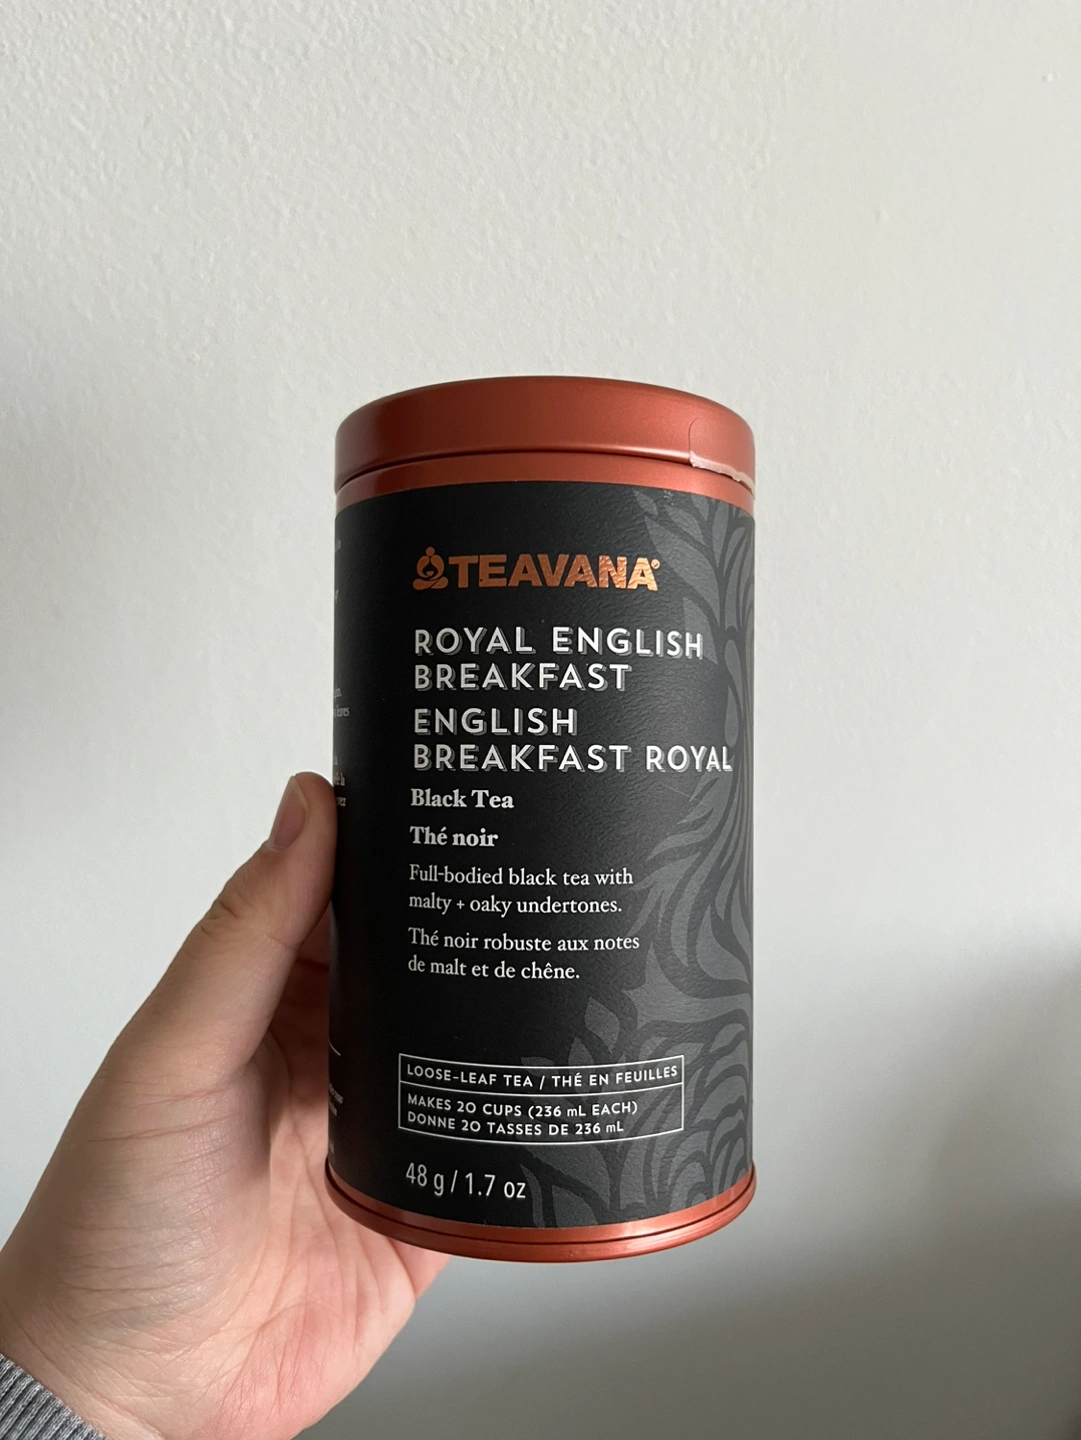 TEAVANA®
ROYAL ENGLISH
BREAKFAST
ENGLISH
BREAKFAST ROYAL
Black Tea
Thé noir
Full-bodied black tea with
malty + oaky undertones.
Thé noir robuste aux notes
de malt et de chêne.
LOOSE-LEAF TEA / THÉ EN FEUILLES
MAKES 20 CUPS (236 mL EACH)
DONNE 20 TASSES DE 236 mL
48 g / 1.7 oz